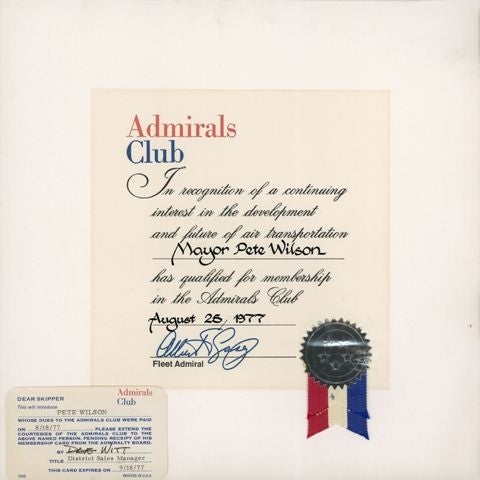 Admirals
Club
In recognition of a continuing
interest in the development
and future of air transportation
Mayor Pete Wilson
has qualified for membership
in the Admirals Club
August 25, 1977
Fleet Admiral
DEAR SKIPPER
Admirals
Club
This will introduce
PETE WILSON
WHOSE DUES TO THE ADMIRALS CLUB WERE PAID
ON 8/18/77 . PLEASE EXTEND THE
COURTESIES OF THE ADMIRALS CLUB TO THE
ABOVE NAMED PERSON, PENDING RECEIPT OF HIS
MEMBERSHIP CARD FROM THE ADMIRALTY BOARD.
BY WITT
TITLE District Sales Manager
THIS CARD EXPIRES ON 9/18/77
PRINTED IN U.S.A.